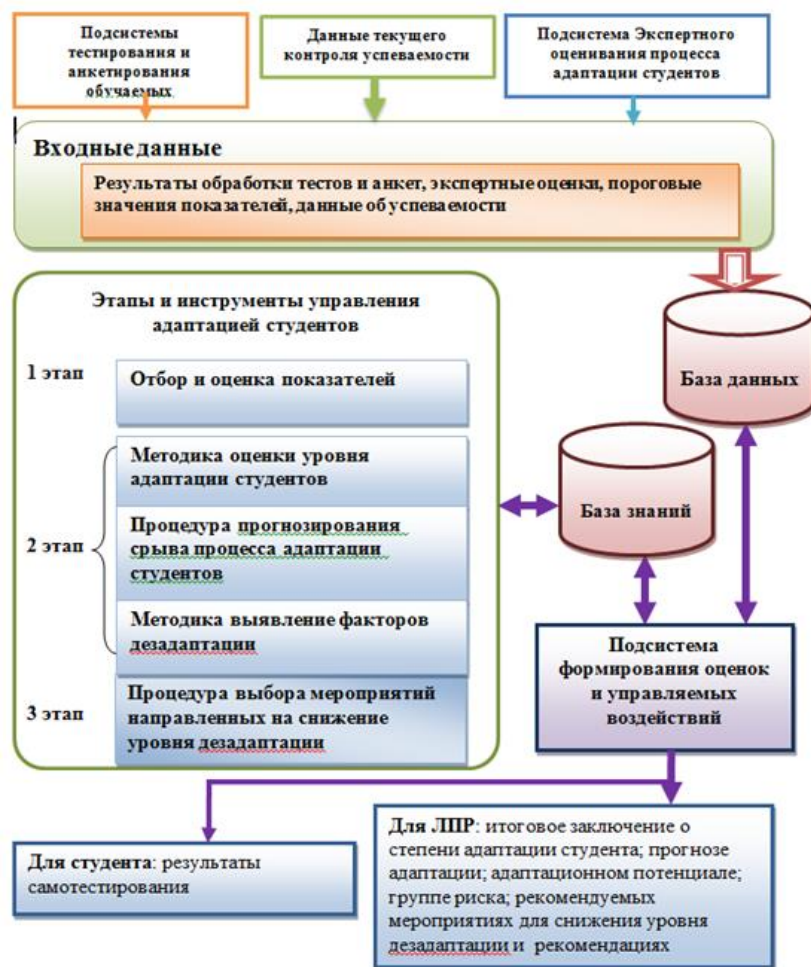 Подсистемы
тестирования и
анкетирования
обучаемых
Данные текущего
контроля успеваемости
Подсистема Экспертного
оценивания процесса
адаптации студентов
Входные данные
Результаты обработки тестов и анкет, экспертные оценки, пороговые
значения показателей, данные об успеваемости
Этапы и инструменты управления
адаптацией студентов
1 этап
Отбор и оценка показателей
Методика оценки уровня
адаптации студентов
2 этап
Процедура прогнозирования
срыва процесса адаптации
студентов
Методика выявление факторов
дезадаптации
3 этап
Процедура выбора мероприятий
направленных на снижение
уровня дезадаптации
База данных
База знаний
Подсистема
формирования оценок
и управляемых
воздействий
Для студента: результаты
самотестирования
Для ЛПР: итоговое заключение о
степени адаптации студента; прогнозе
адаптации; адаптационном потенциале;
группе риска; рекомендуемых
мероприятиях для снижения уровня
дезадаптации и рекомендациях